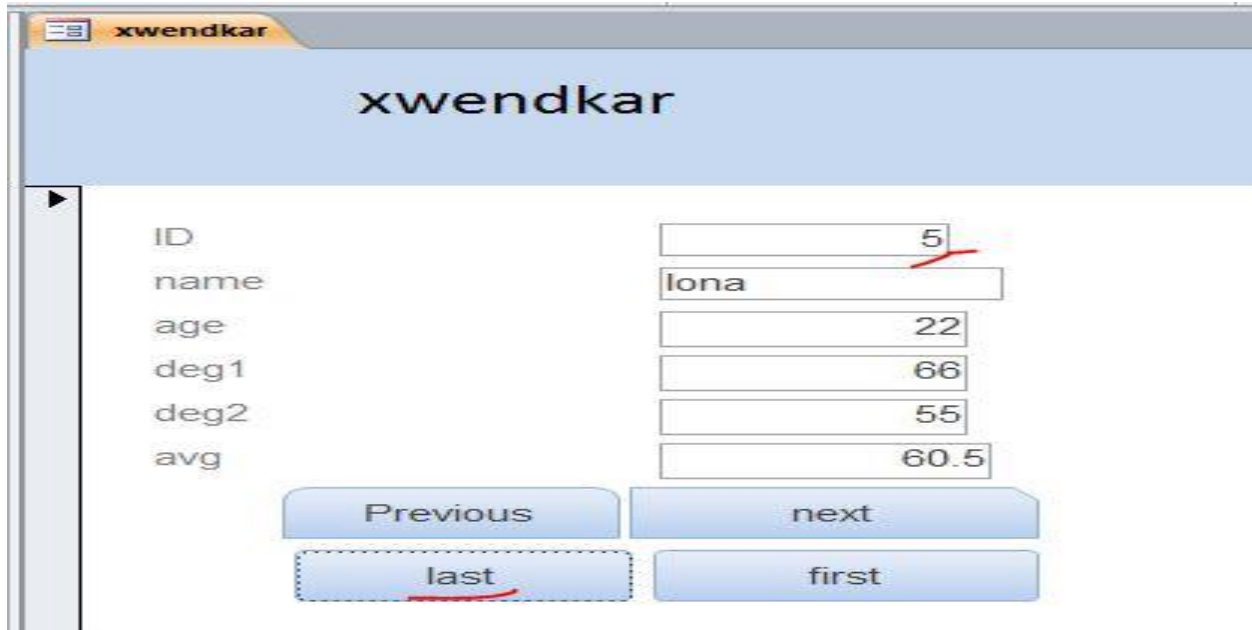 xwendkar
xwendkar
ID 5
name lona
age 22
deg1 66
deg2 55
avg 60.5
Previous next
last first